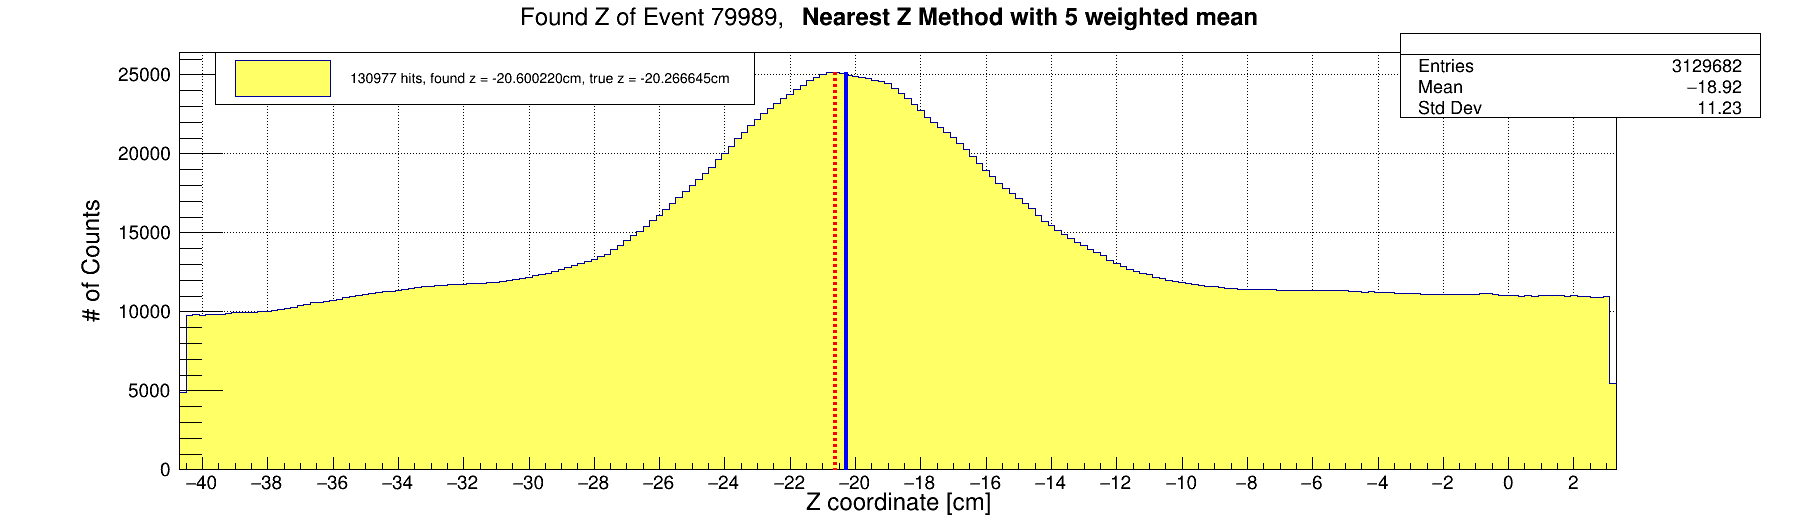 Found Z of Event 79989, Nearest Z Method with 5 weighted mean
130977 hits, found z = -20.600220cm, true z = -20.266645cm
Entries 3129682
Mean −18.92
Std Dev 11.23
# of Counts
25000
20000
15000
10000
5000
0
−40 −38 −36 −34 −32 −30 −28 −26 −24 −22 −20 −18 −16 −14 −12 −10 −8 −6 −4 −2 0 2
Z coordinate [cm]